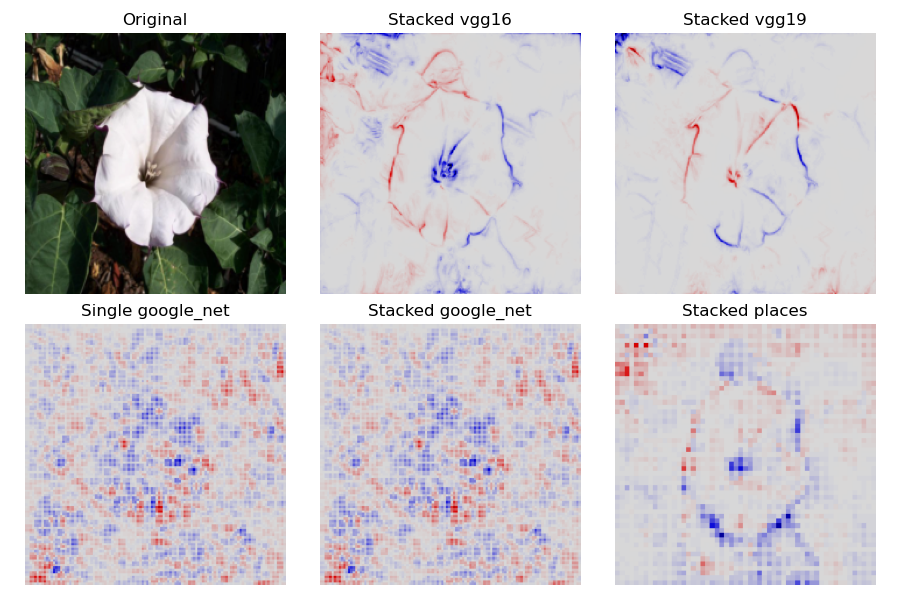 Original
Stacked vgg16
Stacked vgg19
Single google_net
Stacked google_net
Stacked places